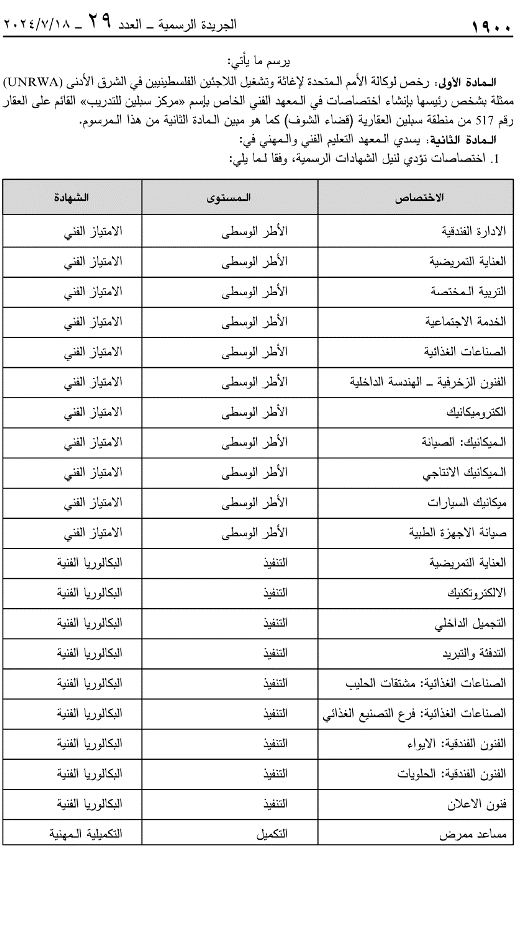 ١٩٠٠ الجريدة الرسمية ـ العدد ٢٩ ـ ٢٠٢٤/٧/١٨
يرسم ما يأتي:
المادة الأولى: رخص لوكالة الأمم المتحدة لإغاثة وتشغيل اللاجئين الفلسطينيين في الشرق الأدنى (UNRWA)
ممثلة بشخص رئيسها بإنشاء اختصاصات في المعهد الفني الخاص بإسم «مركز سبلين للتدريب» القائم على العقار
رقم 517 من منطقة سبلين العقارية (قضاء الشوف) كما هو مبين المادة الثانية من هذا المرسوم.
المادة الثانية: يسدي المعهد التعليم الفني والمهني في:
1. اختصاصات تؤدي لنيل الشهادات الرسمية، وفقا لما يلي:
الاختصاص المستوى الشهادة
الادارة الفندقية الأطر الوسطى الامتياز الفني
العناية التمريضية الأطر الوسطى الامتياز الفني
التربية المختصة الأطر الوسطى الامتياز الفني
الخدمة الاجتماعية الأطر الوسطى الامتياز الفني
الصناعات الغذائية الأطر الوسطى الامتياز الفني
الفنون الزخرفية ـ الهندسة الداخلية الأطر الوسطى الامتياز الفني
الكتروميكانيك الأطر الوسطى الامتياز الفني
الميكانيك: الصيانة الأطر الوسطى الامتياز الفني
الميكانيك الانتاجي الأطر الوسطى الامتياز الفني
ميكانيك السيارات الأطر الوسطى الامتياز الفني
صيانة الاجهزة الطبية الأطر الوسطى الامتياز الفني
العناية التمريضية التنفيذ البكالوريا الفنية
الالكتروتكنيك التنفيذ البكالوريا الفنية
التجميل الداخلي التنفيذ البكالوريا الفنية
التدفئة والتبريد التنفيذ البكالوريا الفنية
الصناعات الغذائية: مشتقات الحليب التنفيذ البكالوريا الفنية
الصناعات الغذائية: فرع التصنيع الغذائي التنفيذ البكالوريا الفنية
الفنون الفندقية: الايواء التنفيذ البكالوريا الفنية
الفنون الفندقية: الحلويات التنفيذ البكالوريا الفنية
فنون الاعلان التنفيذ البكالوريا الفنية
مساعد ممرض التكميل التكميلية المهنية